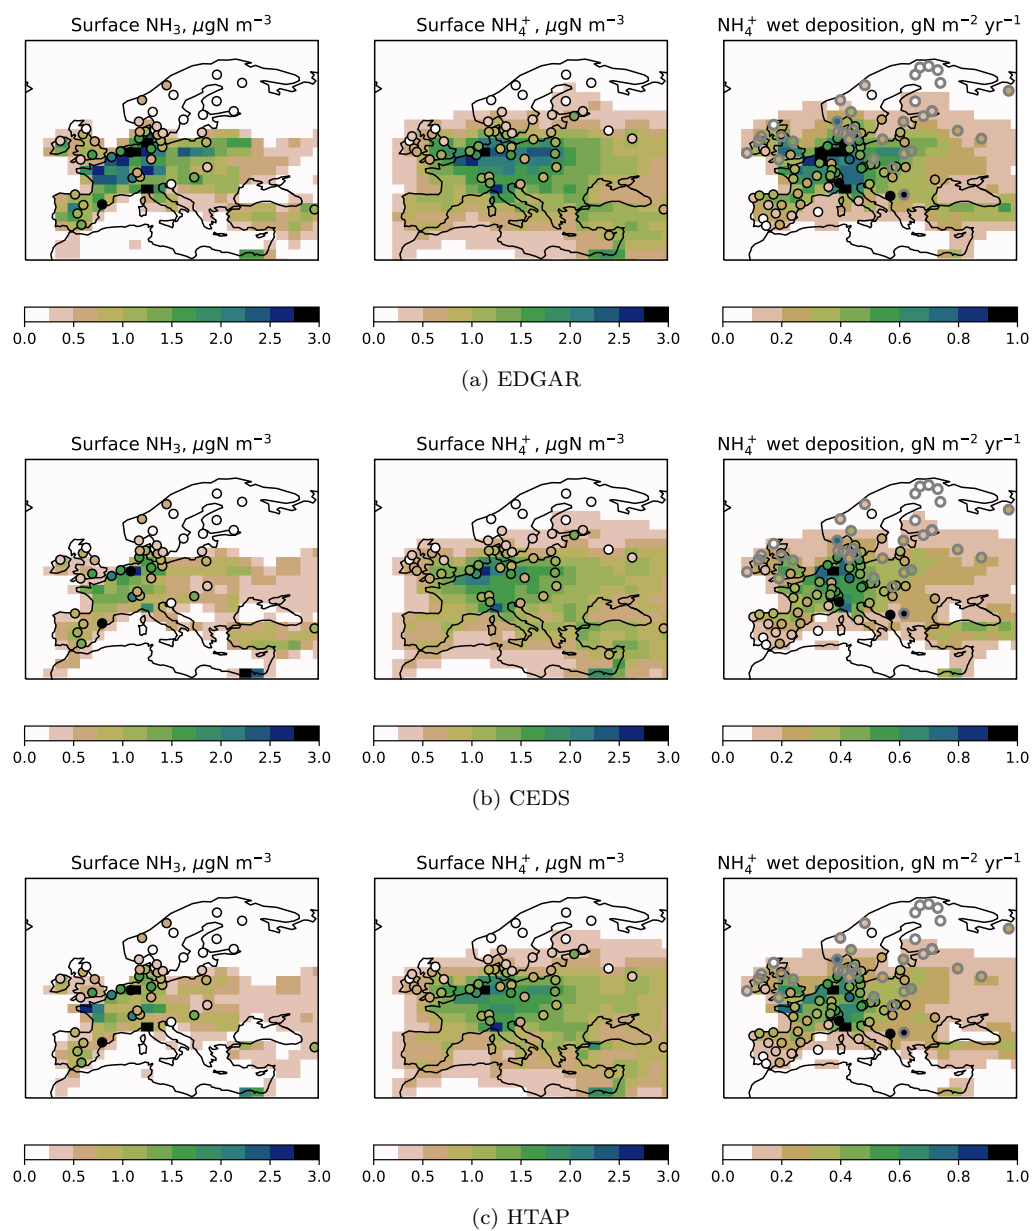 Surface NH₃, μgN m⁻³ Surface NH₄⁺, μgN m⁻³ NH₄⁺ wet deposition, gN m⁻² yr⁻¹
0.0 0.5 1.0 1.5 2.0 2.5 3.0 0.0 0.5 1.0 1.5 2.0 2.5 3.0 0.0 0.2 0.4 0.6 0.8 1.0
(a) EDGAR
Surface NH₃, μgN m⁻³ Surface NH₄⁺, μgN m⁻³ NH₄⁺ wet deposition, gN m⁻² yr⁻¹
0.0 0.5 1.0 1.5 2.0 2.5 3.0 0.0 0.5 1.0 1.5 2.0 2.5 3.0 0.0 0.2 0.4 0.6 0.8 1.0
(b) CEDS
Surface NH₃, μgN m⁻³ Surface NH₄⁺, μgN m⁻³ NH₄⁺ wet deposition, gN m⁻² yr⁻¹
0.0 0.5 1.0 1.5 2.0 2.5 3.0 0.0 0.5 1.0 1.5 2.0 2.5 3.0 0.0 0.2 0.4 0.6 0.8 1.0
(c) HTAP